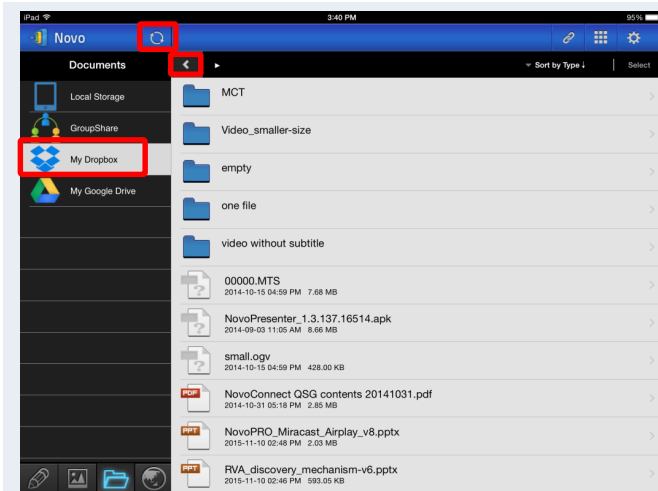 iPad 3:40 PM 95%
Novo
Documents Sort by Type↓ Select
Local Storage
GroupShare
My Dropbox
My Google Drive
MCT
Video_smaller-size
empty
one file
video without subtitle
00000.MTS
2014-10-15 04:59 PM 7.68 MB
NovoPresenter_1.3.137.16514.apk
2014-09-03 11:05 AM 8.66 MB
small.ogv
2014-10-15 04:59 PM 428.00 KB
PDF NovoConnect QSG contents 20141031.pdf
2014-10-31 05:18 PM 2.85 MB
PPT NovoPRO_Miracast_Airplay_v8.pptx
2015-11-10 02:48 PM 2.03 MB
PPT RVA_discovery_mechanism-v6.pptx
2015-11-10 02:46 PM 593.05 KB